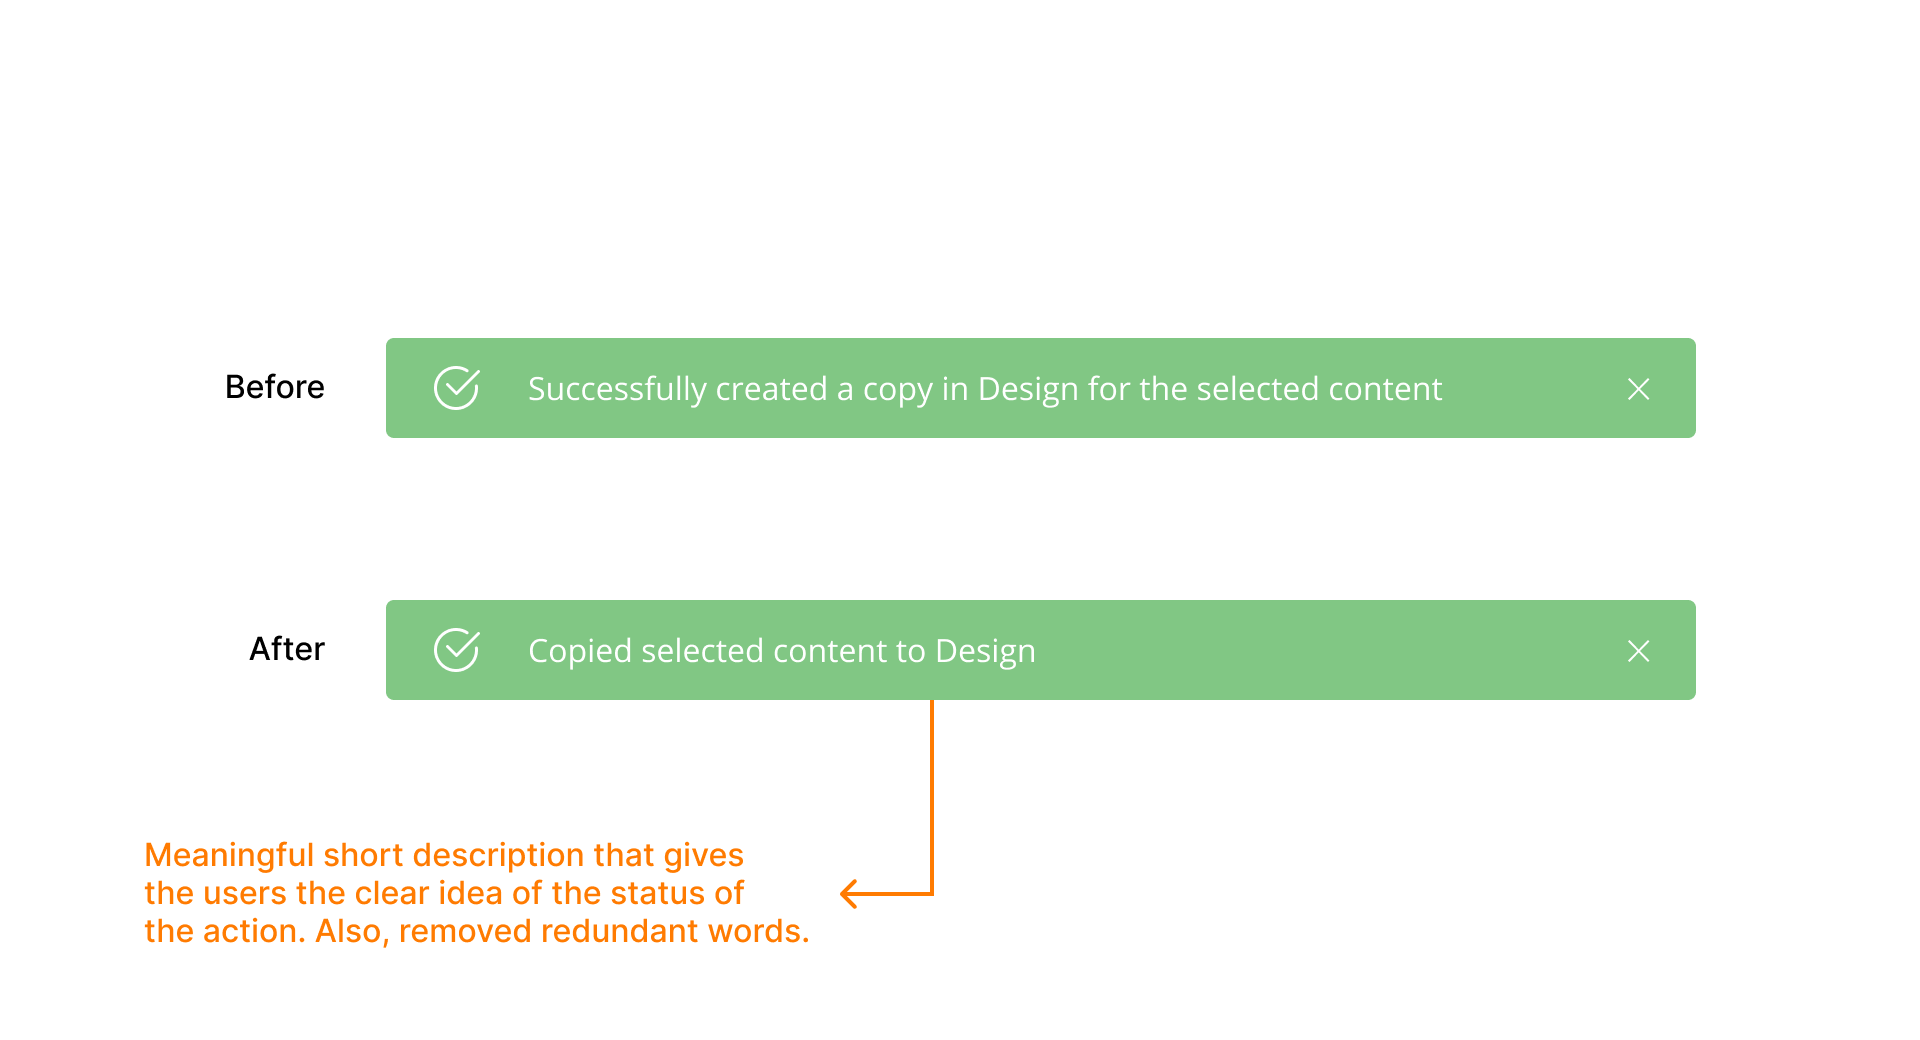 Before
Successfully created a copy in Design for the selected content
After
Copied selected content to Design
Meaningful short description that gives
the users the clear idea of the status of
the action. Also, removed redundant words.